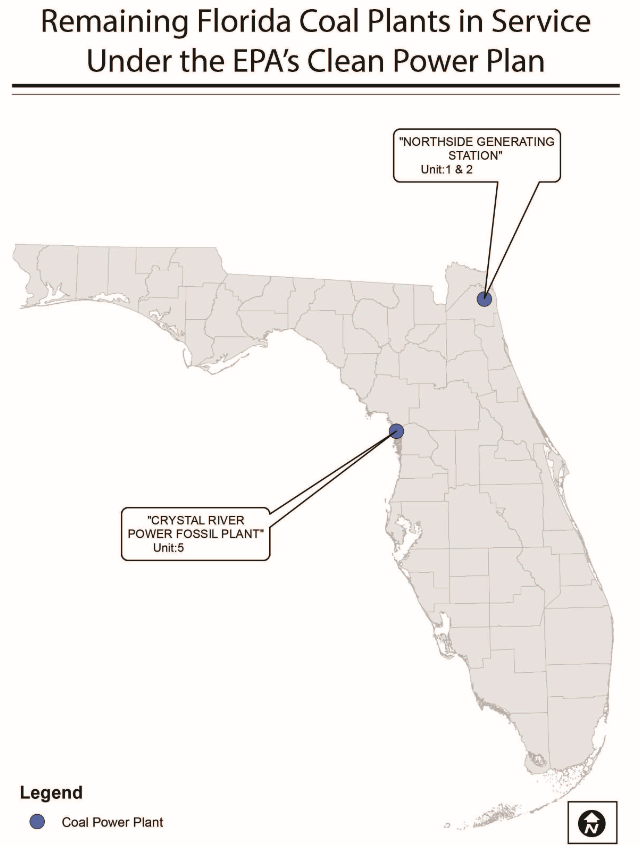 Remaining Florida Coal Plants in Service
Under the EPA's Clean Power Plan
"NORTHSIDE GENERATING
STATION"
Unit:1 & 2
"CRYSTAL RIVER
POWER FOSSIL PLANT"
Unit:5
Legend
Coal Power Plant
N